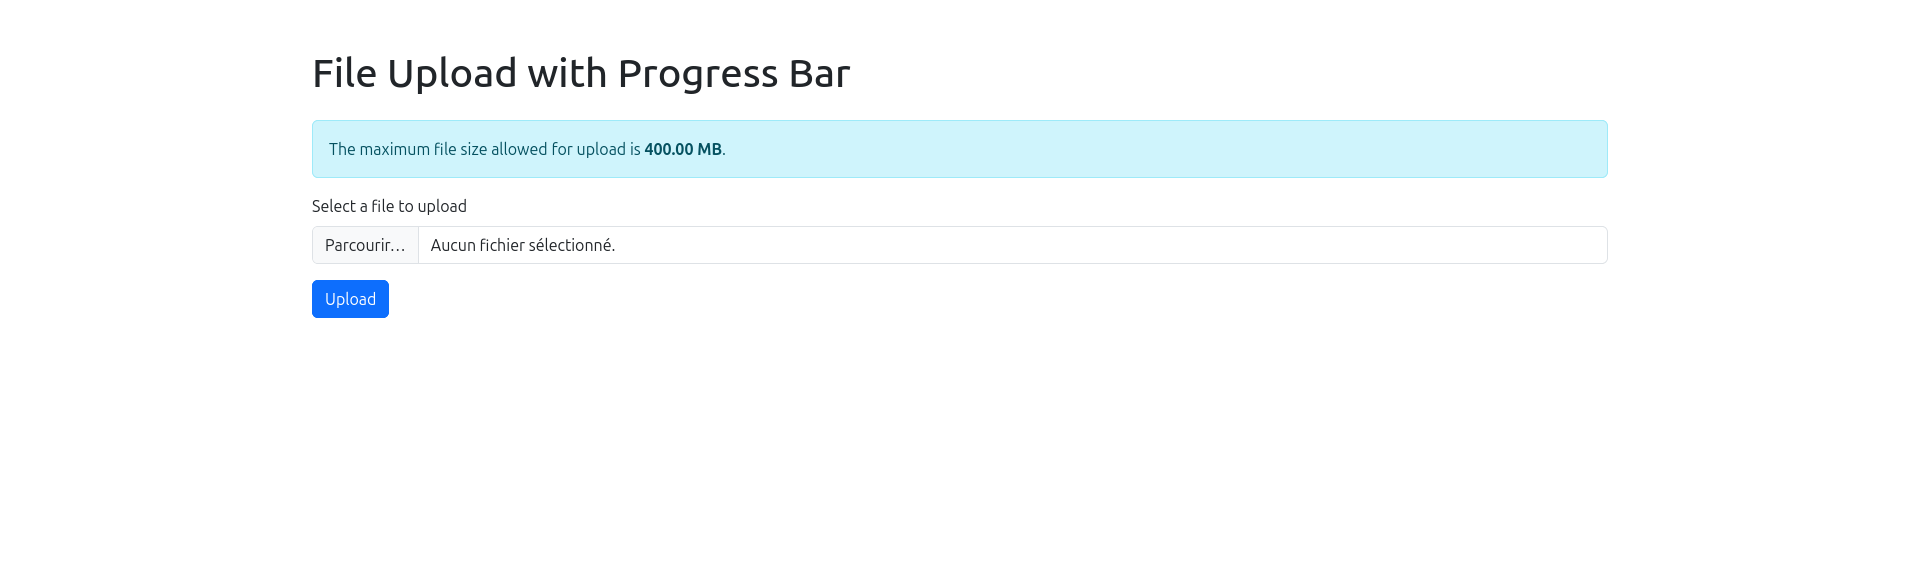 File Upload with Progress Bar
The maximum file size allowed for upload is 400.00 MB.
Select a file to upload
Parcourir… Aucun fichier sélectionné.
Upload